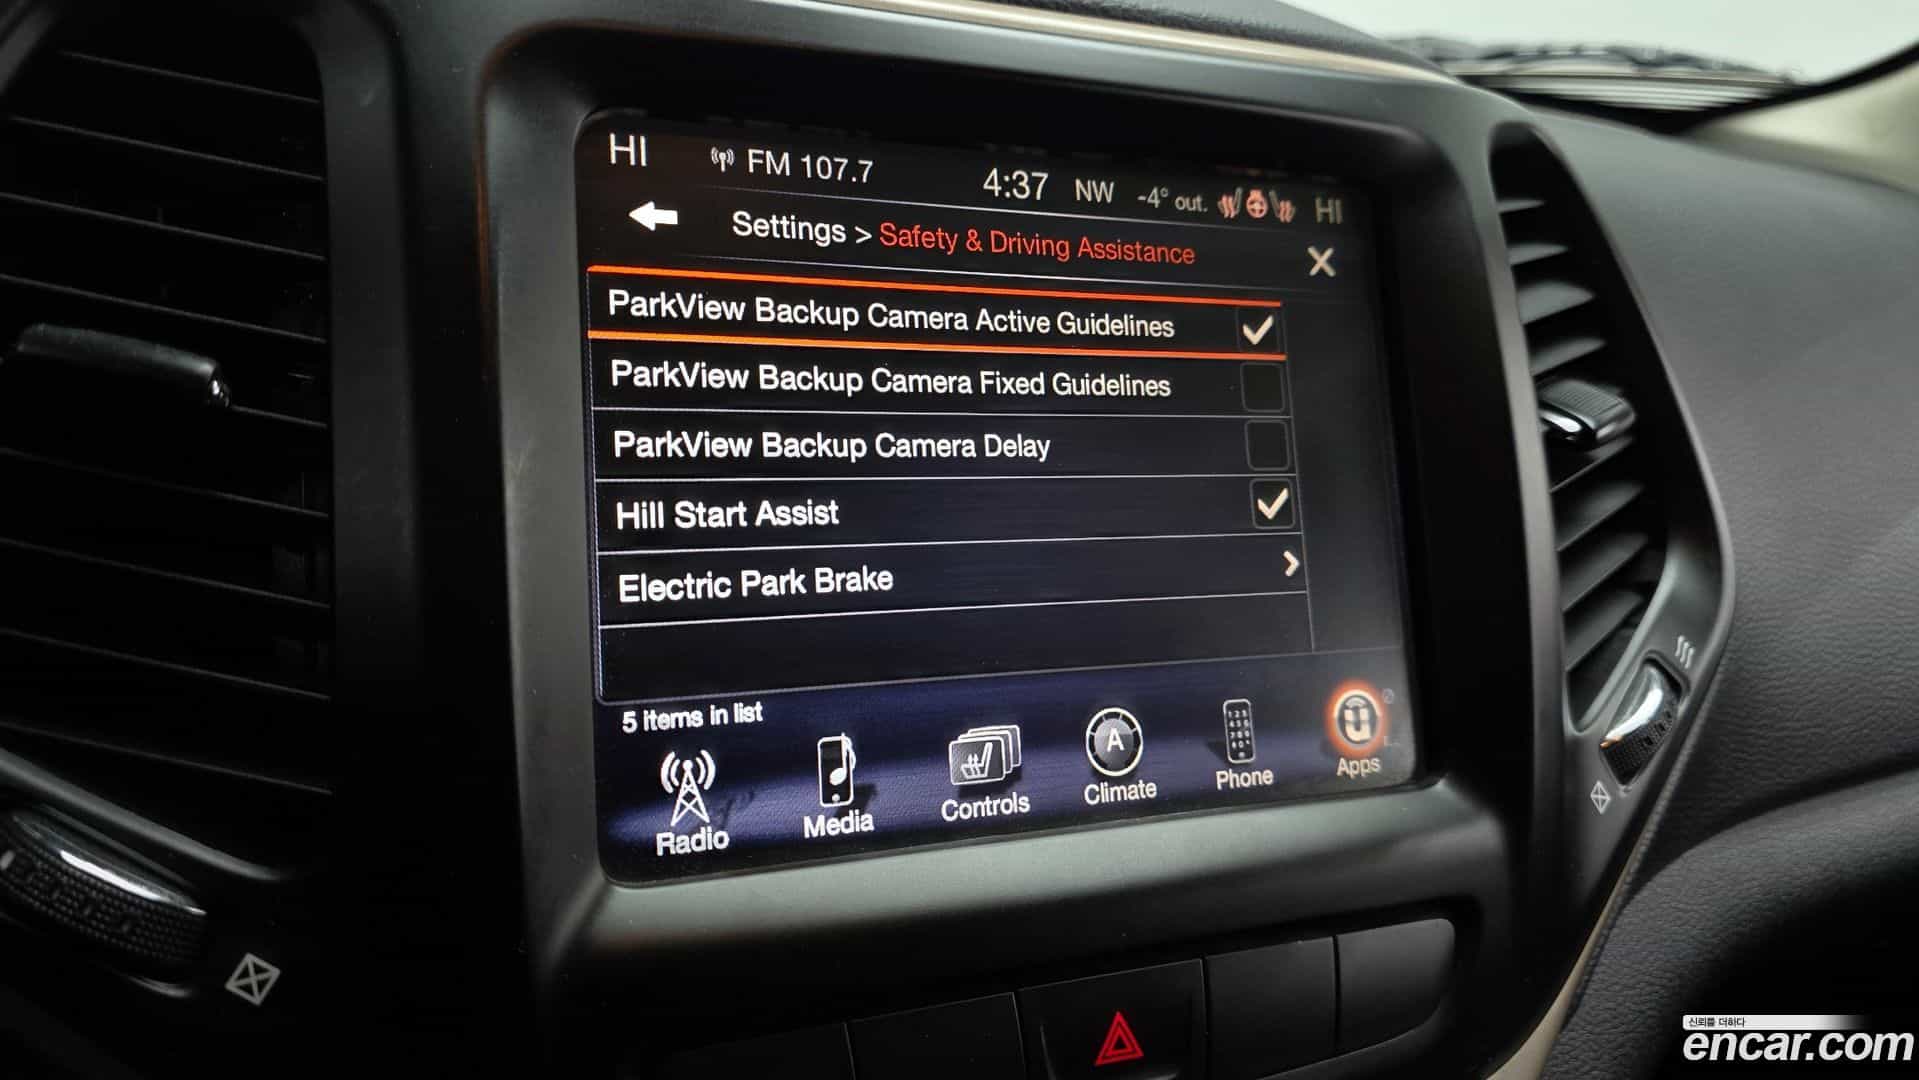 HI FM 107.7 4:37 NW -4° out. HI
Settings > Safety & Driving Assistance
ParkView Backup Camera Active Guidelines
ParkView Backup Camera Fixed Guidelines
ParkView Backup Camera Delay
Hill Start Assist
Electric Park Brake
5 items in list
Radio Media Controls A Climate Phone Apps
신뢰를 더하다
encar.com